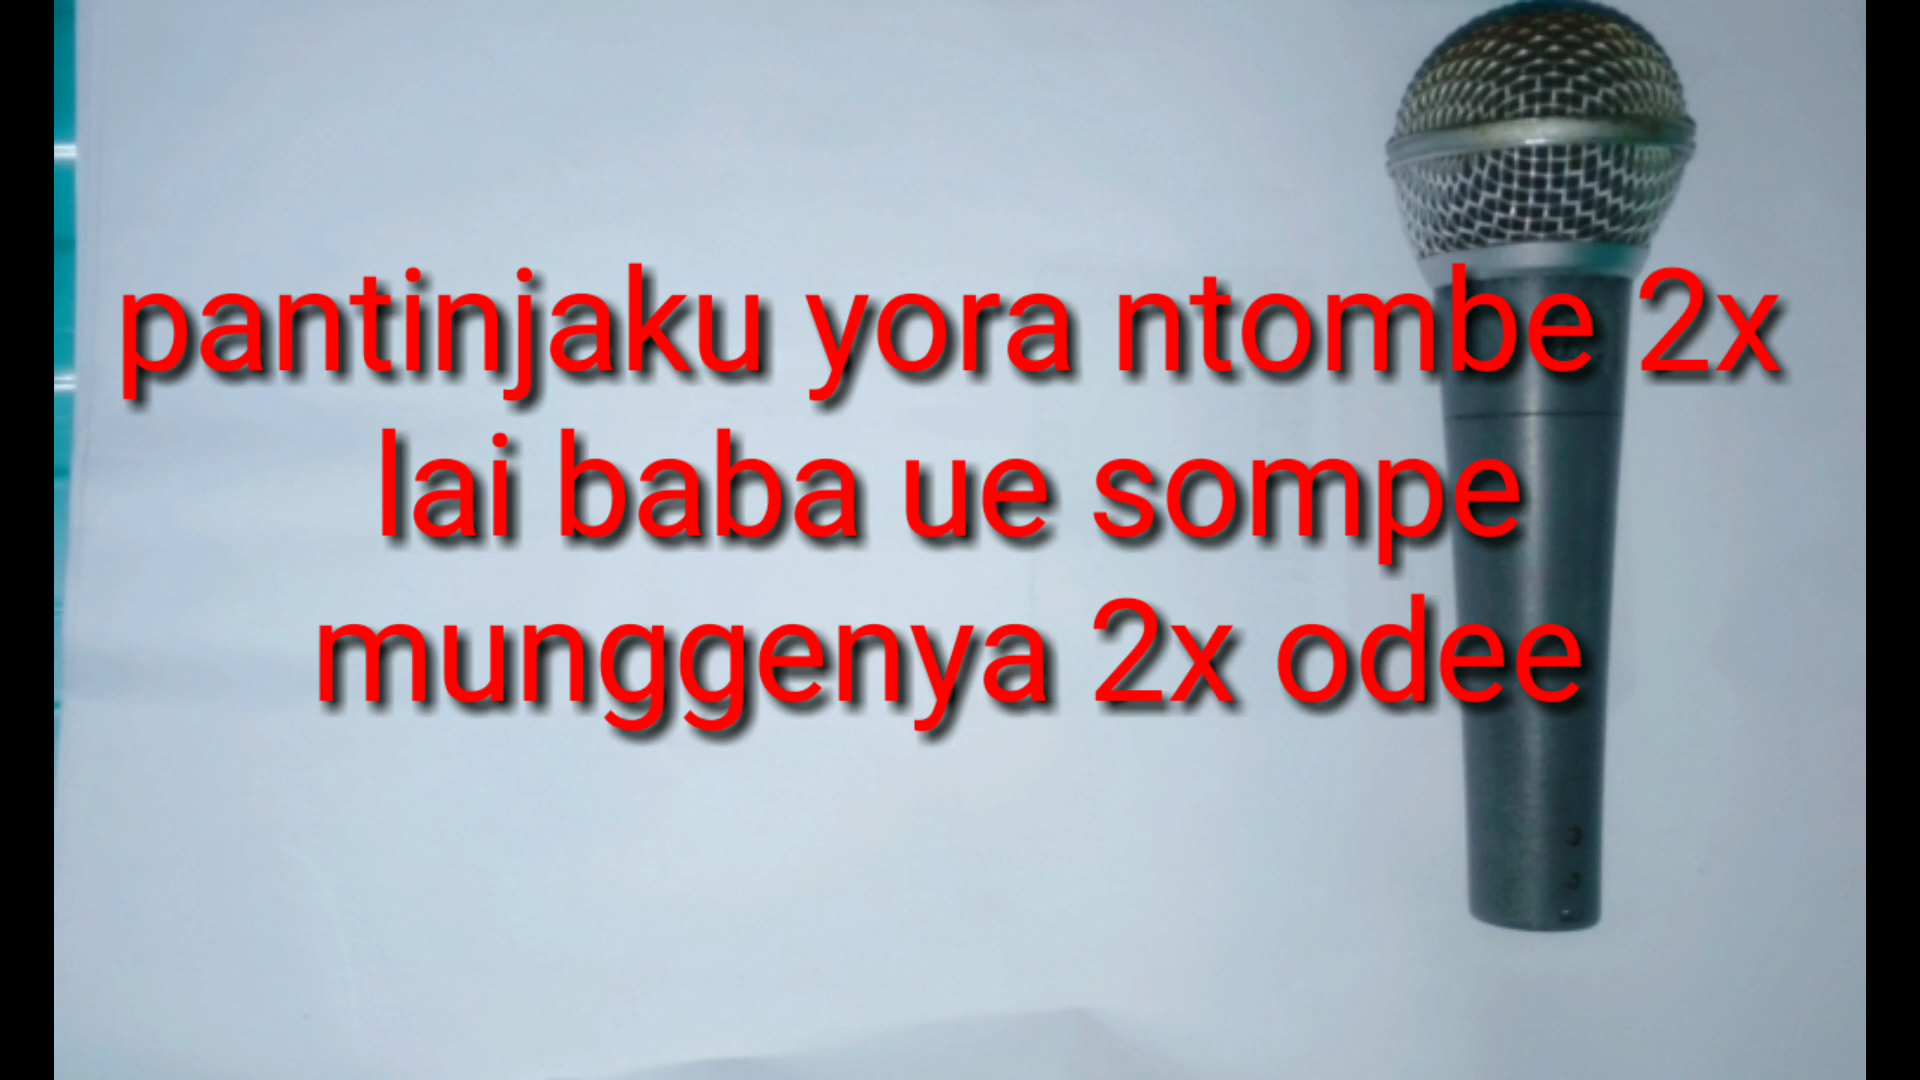 pantinjaku yora ntombe 2x
lai baba ue sompe
munggenya 2x odee